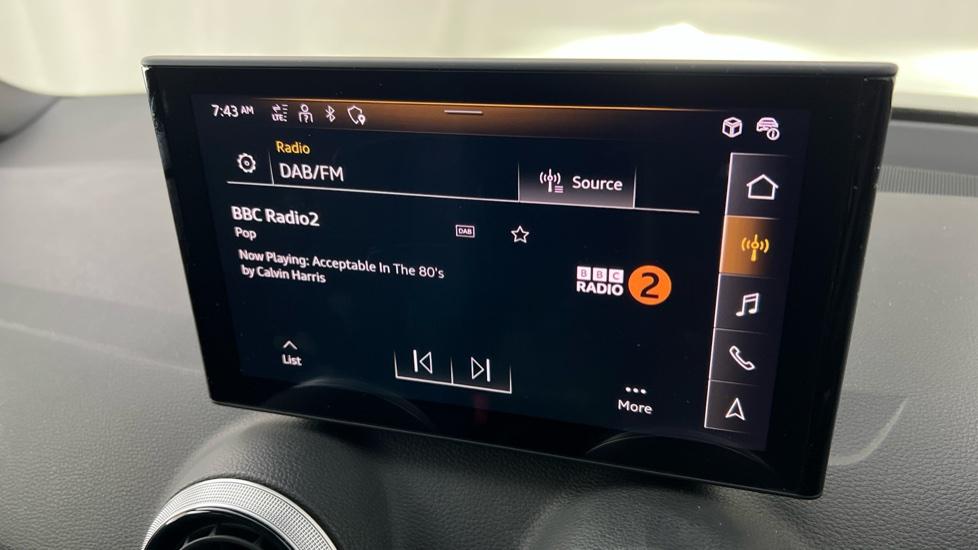 7:43 AM LTE
Radio
DAB/FM
Source
BBC Radio2
Pop
DAB
Now Playing: Acceptable In The 80's
by Calvin Harris
BBC
RADIO 2
List
More